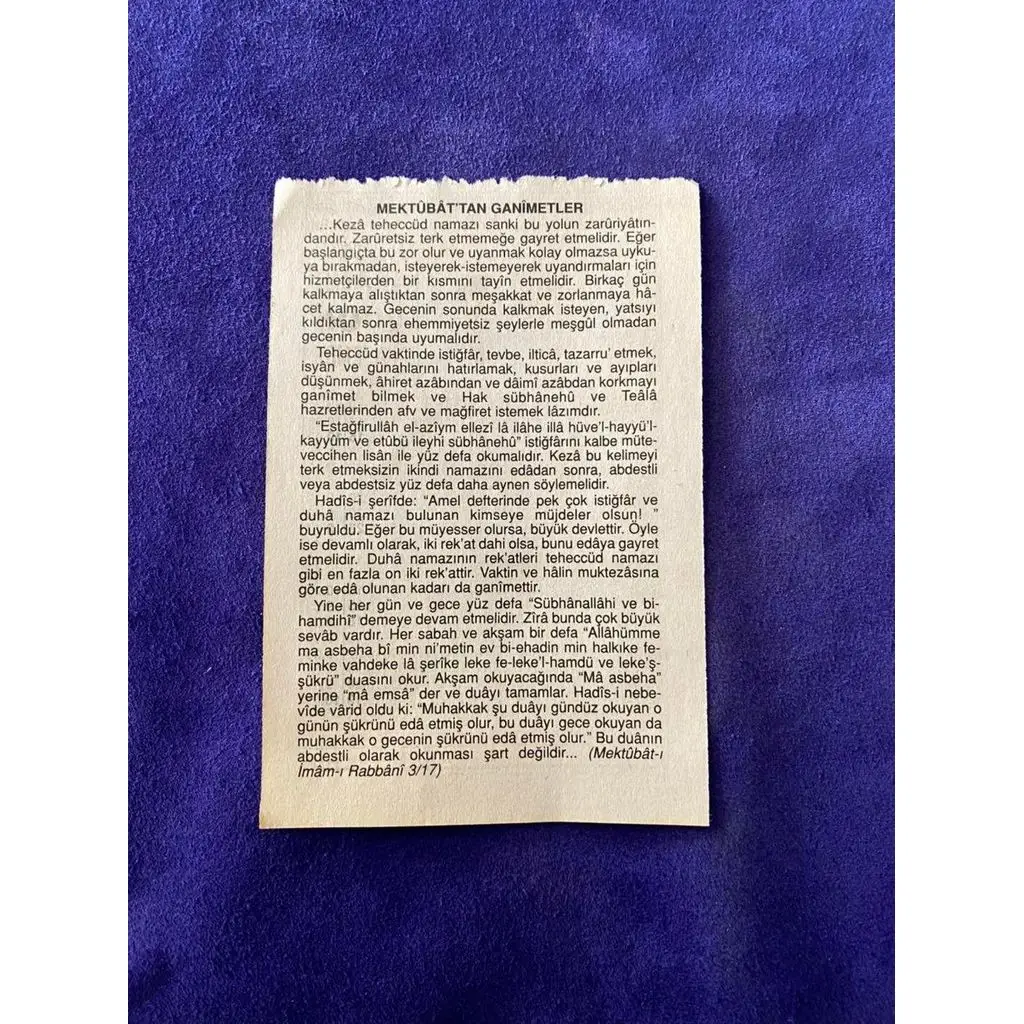 MEKTÛBÂT'TAN GANÎMETLER
...Kezâ teheccüd namazı sanki bu yolun zarûriyâtın-
dandır. Zarûretsiz terk etmemeğe gayret etmelidir. Eğer
başlangıçta bu zor olur ve uyanmak kolay olmazsa uyku-
ya bırakmadan, isteyerek-istemeyerek uyandırmaları için
hizmetçilerden bir kısmını tayîn etmelidir. Birkaç gün
kalkmaya alıştıktan sonra meşakkat ve zorlanmaya hâ-
cet kalmaz. Gecenin sonunda kalkmak isteyen, yatsıyı
kıldıktan sonra ehemmiyetsiz şeylerle meşgûl olmadan
gecenin başında uyumalıdır.
Teheccüd vaktinde istiğfâr, tevbe, ilticâ, tazarru' etmek,
isyân ve günahlarını hatırlamak, kusurları ve ayıpları
düşünmek, âhiret azâbından ve dâimî azâbdan korkmayı
ganîmet bilmek ve Hak sübhânehû ve Teâlâ
hazretlerinden afv ve mağfiret istemek lâzımdır.
“Estağfirullâh el-azîym ellezî lâ ilâhe illâ hüve'l-hayyü'l-
kayyûm ve etûbü ileyhi sübhânehû” istiğfârını kalbe müte-
veccihen lisân ile yüz defa okumalıdır. Kezâ bu kelimeyi
terk etmeksizin ikindi namazını edâdan sonra, abdestli
veya abdestsiz yüz defa daha aynen söylemelidir.
Hadîs-i şerîfde: “Amel defterinde pek çok istiğfâr ve
duhâ namazı bulunan kimseye müjdeler olsun! ”
buyruldu. Eğer bu müyesser olursa, büyük devlettir. Öyle
ise devamlı olarak, iki rek'at dahi olsa, bunu edâya gayret
etmelidir. Duhâ namazının rek'atleri teheccüd namazı
gibi en fazla on iki rek'attir. Vaktin ve hâlin muktezâsına
göre edâ olunan kadarı da ganîmettir.
Yine her gün ve gece yüz defa “Sübhânallâhi ve bi-
hamdihî” demeye devam etmelidir. Zîrâ bunda çok büyük
sevâb vardır. Her sabah ve akşam bir defa “Allâhümme
ma asbeha bî min ni'metin ev bi-ehadin min halkıke fe-
minke vahdeke lâ şerîke leke fe-leke'l-hamdü ve leke'ş-
şükrü” duasını okur. Akşam okuyacağında “Mâ asbeha”
yerine “mâ emsâ” der ve duâyı tamamlar. Hadîs-i nebe-
vîde vârid oldu ki: “Muhakkak şu duâyı gündüz okuyan o
günün şükrünü edâ etmiş olur, bu duâyı gece okuyan da
muhakkak o gecenin şükrünü edâ etmiş olur.” Bu duânın
abdestli olarak okunması şart değildir... (Mektûbât-ı
İmâm-ı Rabbânî 3/17)